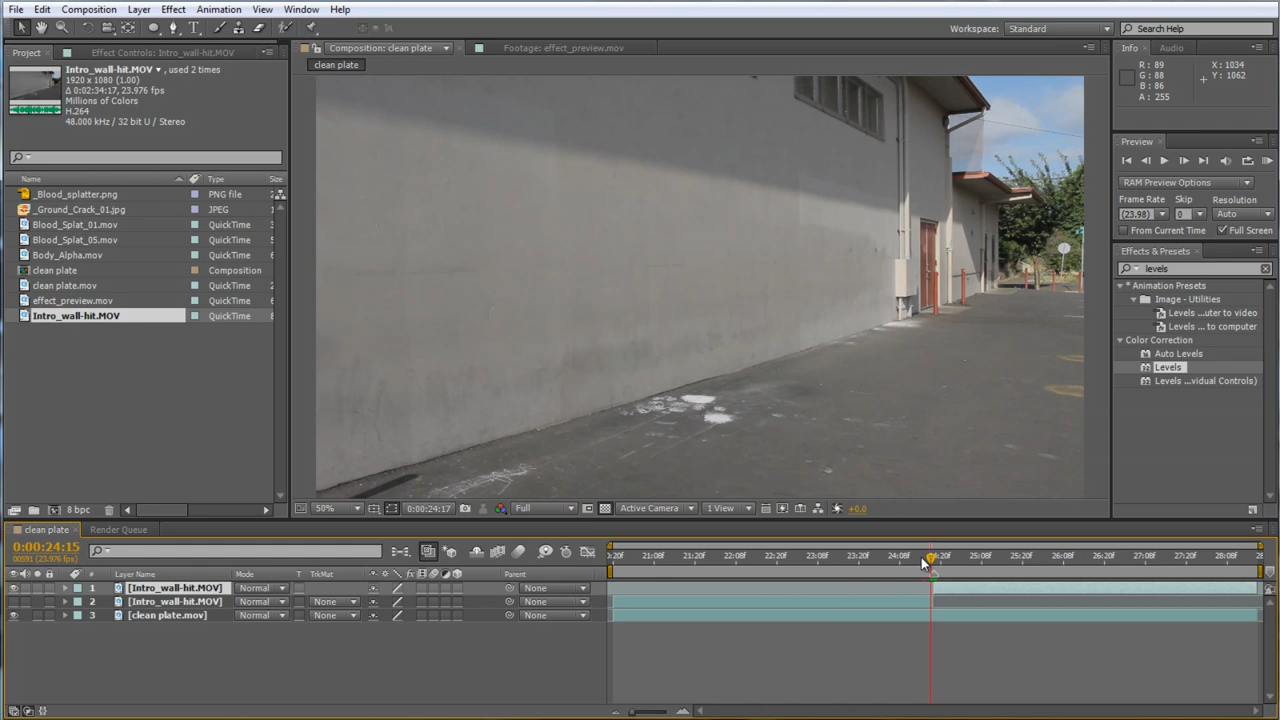 File Edit Composition Layer Effect Animation View Window Help
Workspace: Standard Search Help
Project Effect Controls: Intro_wall-hit.MOV Composition: clean plate Footage: effect_preview.mov Info Audio
clean plate
Intro_wall-hit.MOV , used 2 times
1920 x 1080 (1.00)
Δ 0:02:34:17, 23.976 fps
Millions of Colors
H.264
48.000 kHz / 32 bit U / Stereo
R: 89 X: 1034
G: 88 Y: 1062
B: 86
A: 255
Preview
RAM Preview Options
Frame Rate Skip Resolution
(23.98) 0 Auto
From Current Time Full Screen
Effects & Presets
levels
* Animation Presets
Image - Utilities
Levels ...uter to video
Levels ... to computer
Color Correction
Auto Levels
Levels
Levels ...vidual Controls)
Name Type Size
_Blood_splatter.png PNG file 2
_Ground_Crack_01.jpg JPEG 1
Blood_Splat_01.mov QuickTime 3
Blood_Splat_05.mov QuickTime 4
Body_Alpha.mov QuickTime
clean plate Composition
clean plate.mov QuickTime 2
effect_preview.mov QuickTime
Intro_wall-hit.MOV QuickTime 8
8 bpc 50% 0:00:24:17 Full Active Camera 1 View +0.0
clean plate Render Queue
0:00:24:15
00591 (23.976 fps)
:20f 21:08f 21:20f 22:08f 22:20f 23:08f 23:20f 24:08f 4:20f 25:08f 25:20f 26:08f 26:20f 27:08f 27:20f 28:08f 28
# Layer Name Mode T TrkMat Parent
1 [Intro_wall-hit.MOV] Normal None
2 [Intro_wall-hit.MOV] Normal None None
3 [clean plate.mov] Normal None None